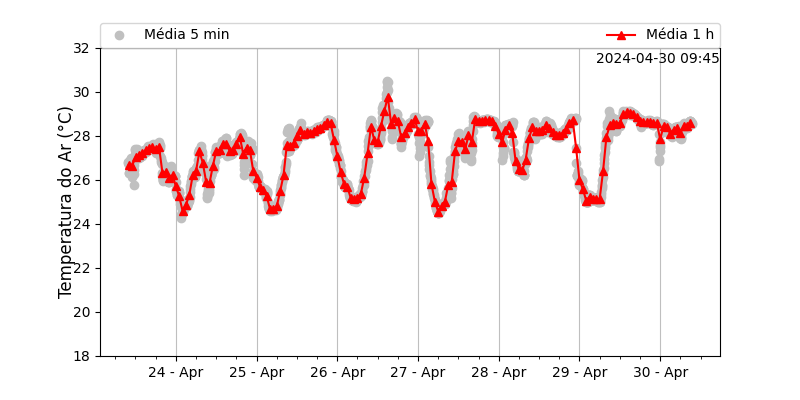 Média 5 min
Média 1 h
2024-04-30 09:45
Temperatura do Ar (°C)
32
30
28
26
24
22
20
18
24 - Apr
25 - Apr
26 - Apr
27 - Apr
28 - Apr
29 - Apr
30 - Apr